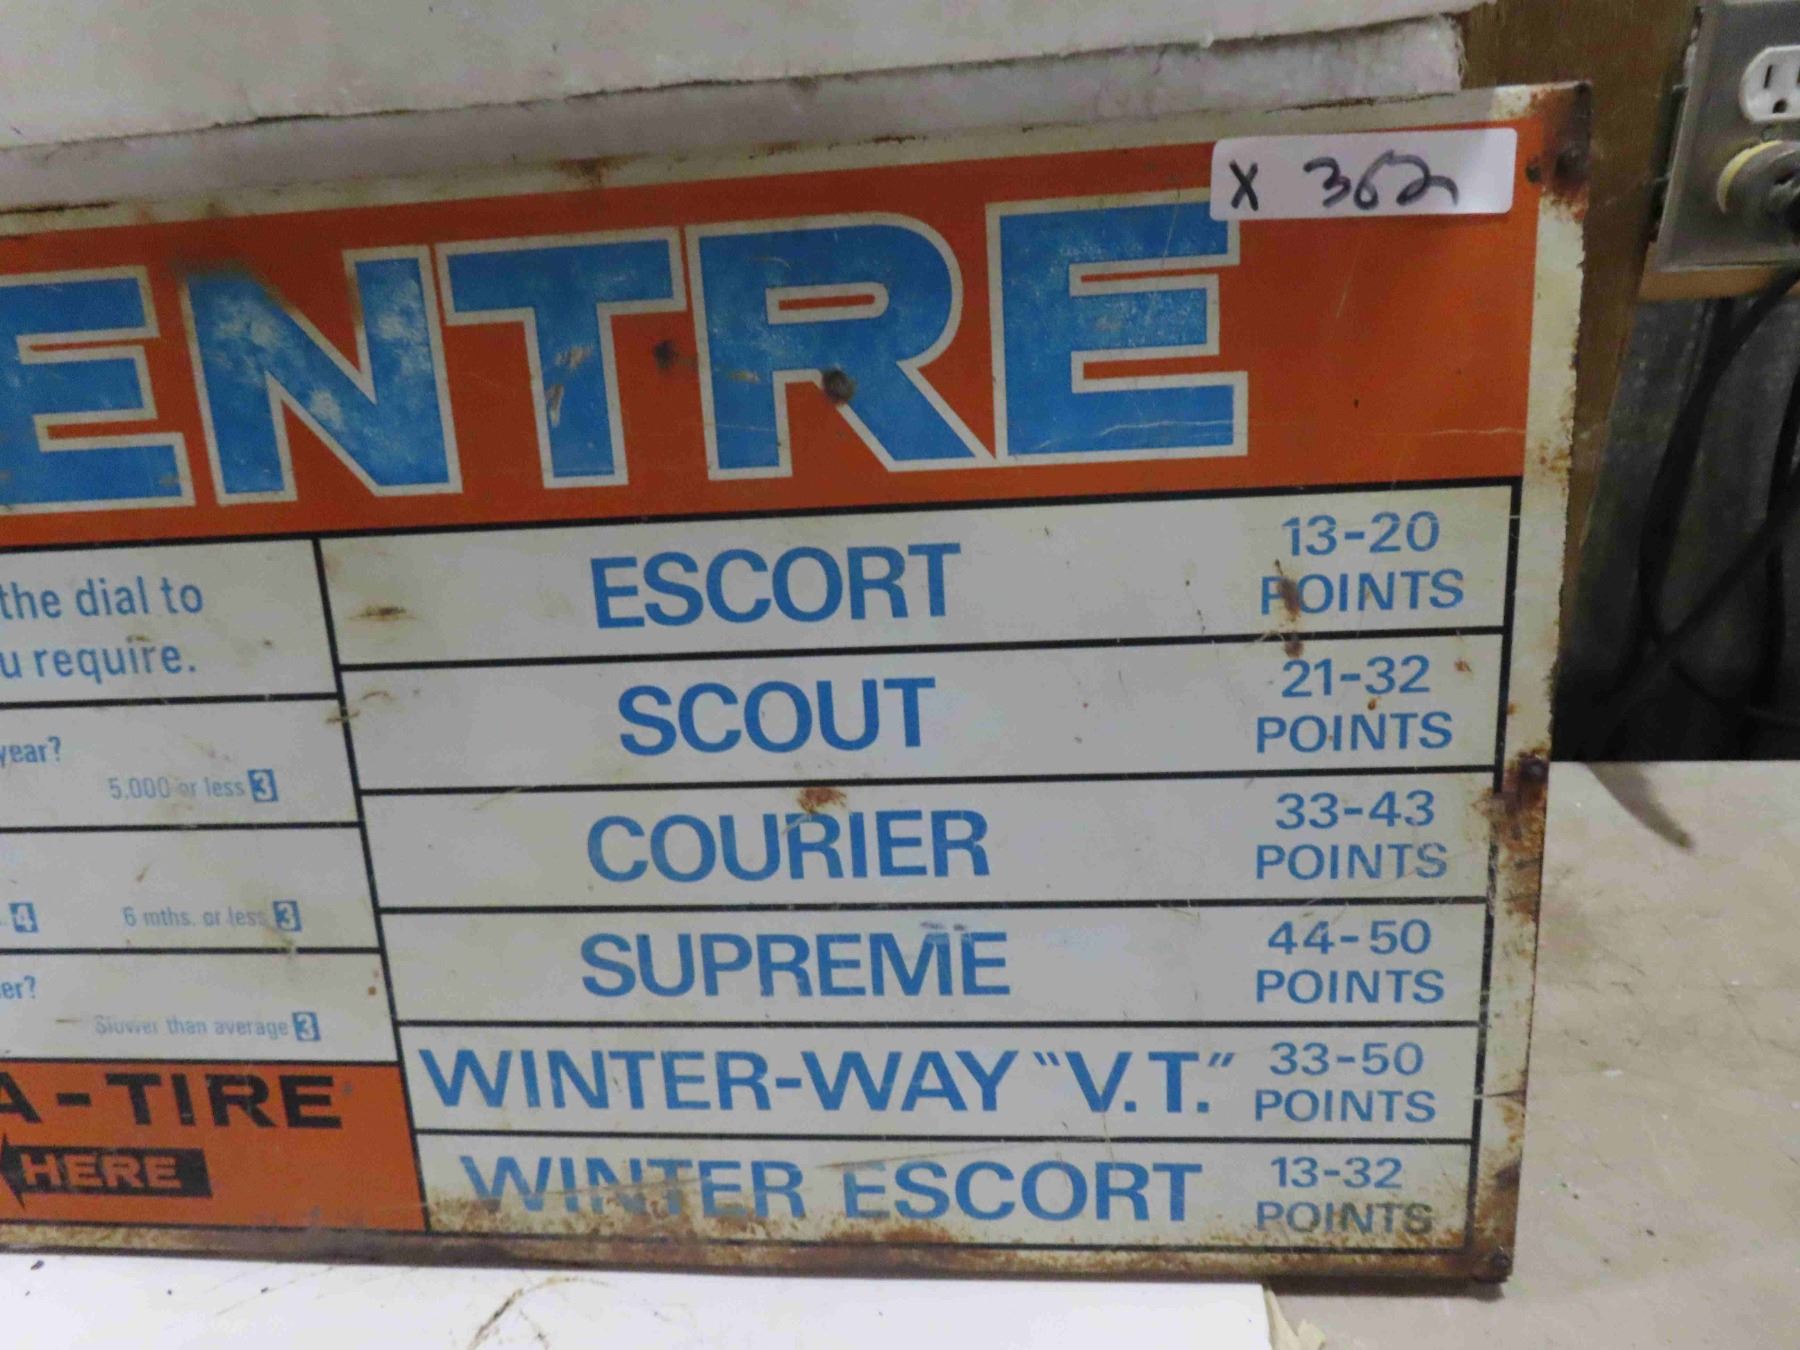 X 362
ENTRE
the dial to
u require.
year?
5,000 or less 3
4 6 mths. or less 3
er?
Slower than average 3
A-TIRE
HERE
ESCORT 13-20 POINTS
SCOUT 21-32 POINTS
COURIER 33-43 POINTS
SUPREME 44-50 POINTS
WINTER-WAY "V.T." 33-50 POINTS
WINTER ESCORT 13-32 POINTS